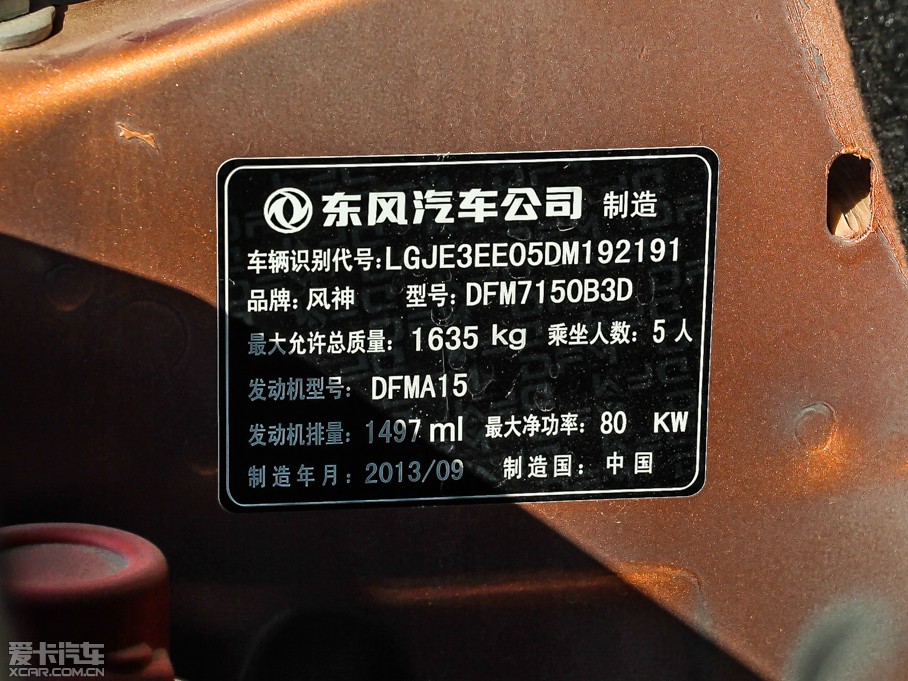 东风汽车公司 制造
车辆识别代号:LGJE3EE05DM192191
品牌:风神 型号:DFM7150B3D
最大允许总质量: 1635 kg 乘坐人数: 5 人
发动机型号: DFMA15
发动机排量: 1497 ml 最大净功率: 80 KW
制造年月: 2013/09 制造国: 中国
爱卡汽车
XCAR.COM.CN